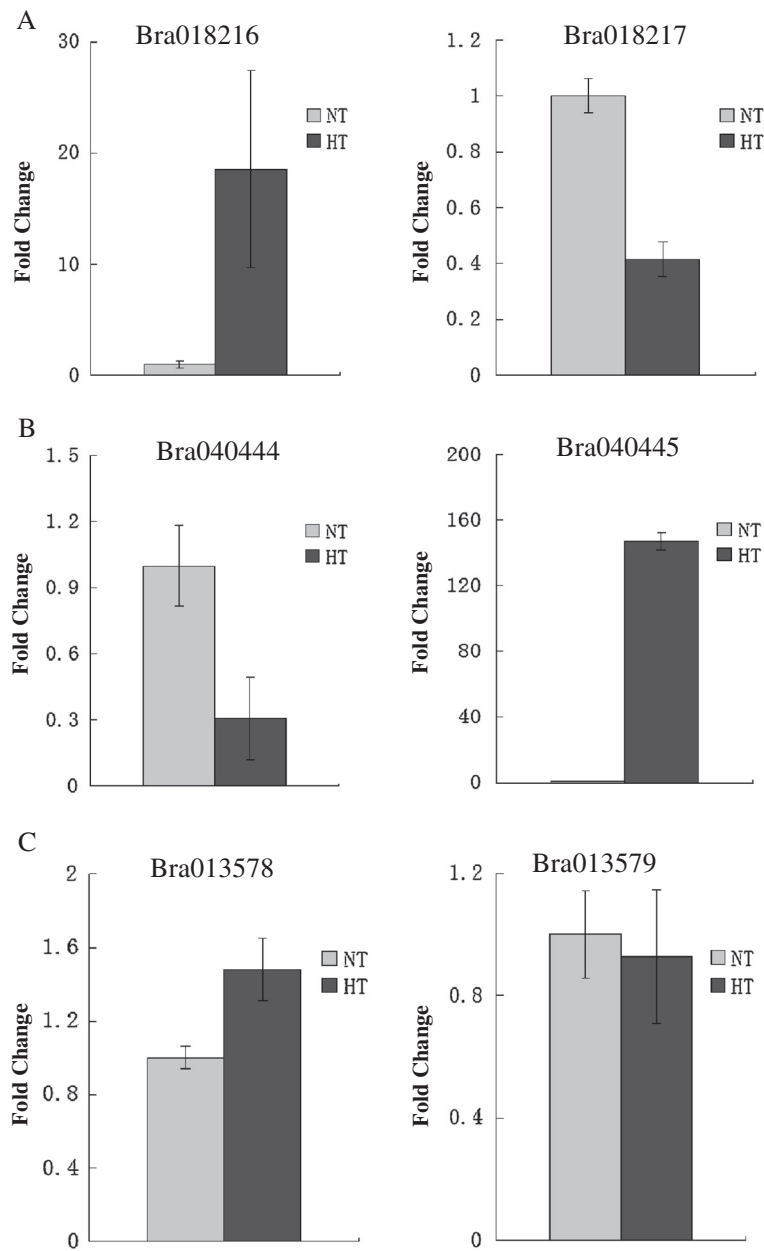 A
Bra018216
30
20
10
0
Fold Change
NT
HT
Bra018217
1.2
1
0.8
0.6
0.4
0.2
0
Fold Change
NT
HT
B
Bra040444
1.5
1.2
0.9
0.6
0.3
0
Fold Change
NT
HT
Bra040445
200
160
120
80
40
0
Fold Change
NT
HT
C
Bra013578
2
1.6
1.2
0.8
0.4
0
Fold Change
NT
HT
Bra013579
1.2
0.8
0.4
0
Fold Change
NT
HT